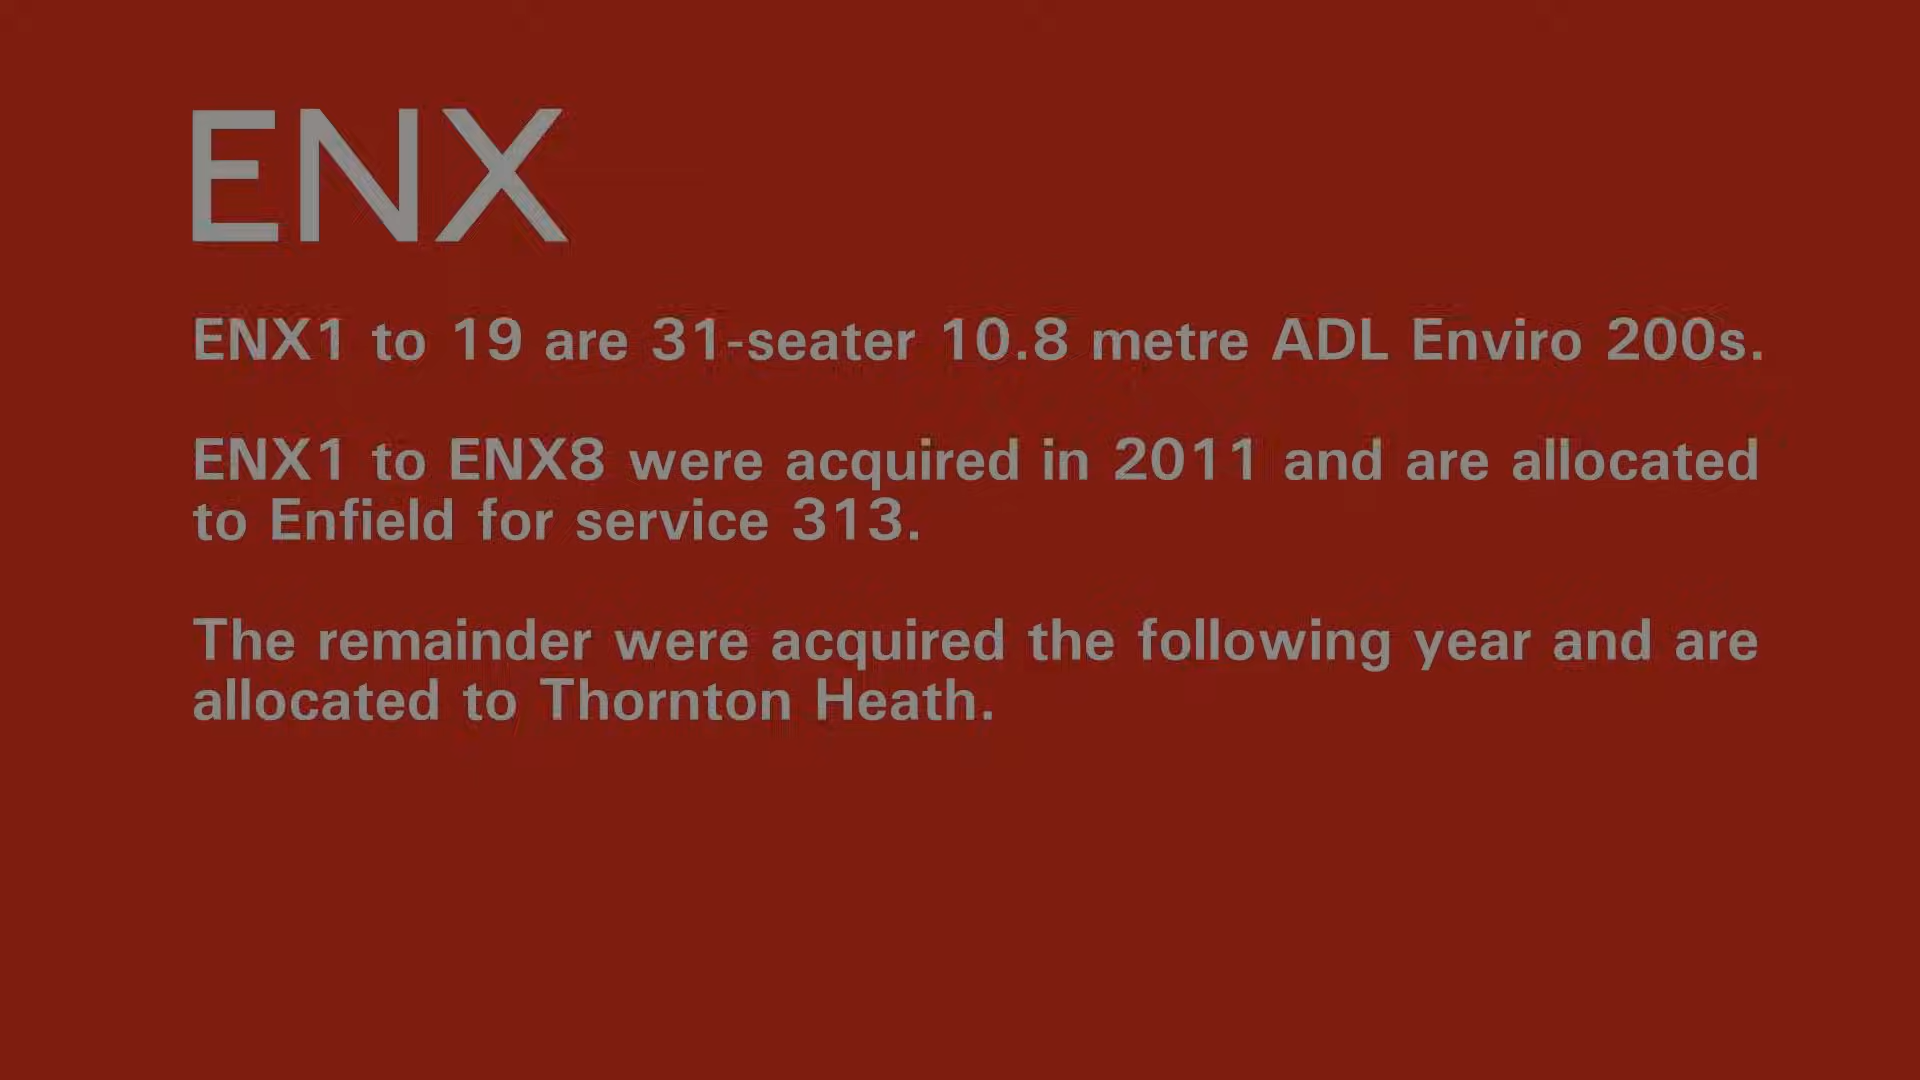 ENX
ENX1 to 19 are 31-seater 10.8 metre ADL Enviro 200s.
ENX1 to ENX8 were acquired in 2011 and are allocated
to Enfield for service 313.
The remainder were acquired the following year and are
allocated to Thornton Heath.